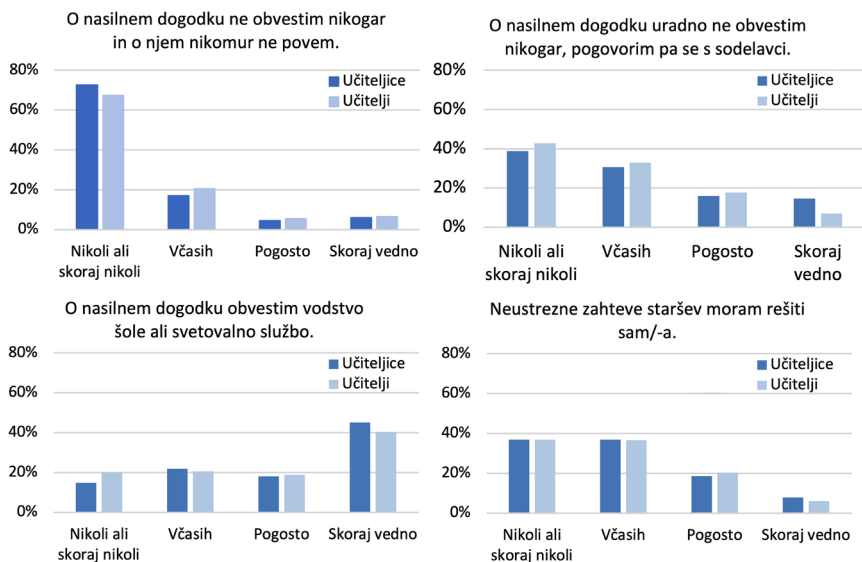 O nasilnem dogodku ne obvestim nikogar
in o njem nikomur ne povem.
80%
60%
40%
20%
0%
Učiteljice
Učitelji
Nikoli ali
skoraj nikoli
Včasih
Pogosto
Skoraj vedno
O nasilnem dogodku uradno ne obvestim
nikogar, pogovorim pa se s sodelavci.
80%
60%
40%
20%
0%
Učiteljice
Učitelji
Nikoli ali
skoraj nikoli
Včasih
Pogosto
Skoraj
vedno
O nasilnem dogodku obvestim vodstvo
šole ali svetovalno službo.
80%
60%
40%
20%
0%
Učiteljice
Učitelji
Nikoli ali
skoraj nikoli
Včasih
Pogosto
Skoraj vedno
Neustrezne zahteve staršev moram rešiti
sam/-a.
80%
60%
40%
20%
0%
Učiteljice
Učitelji
Nikoli ali
skoraj nikoli
Včasih
Pogosto
Skoraj vedno